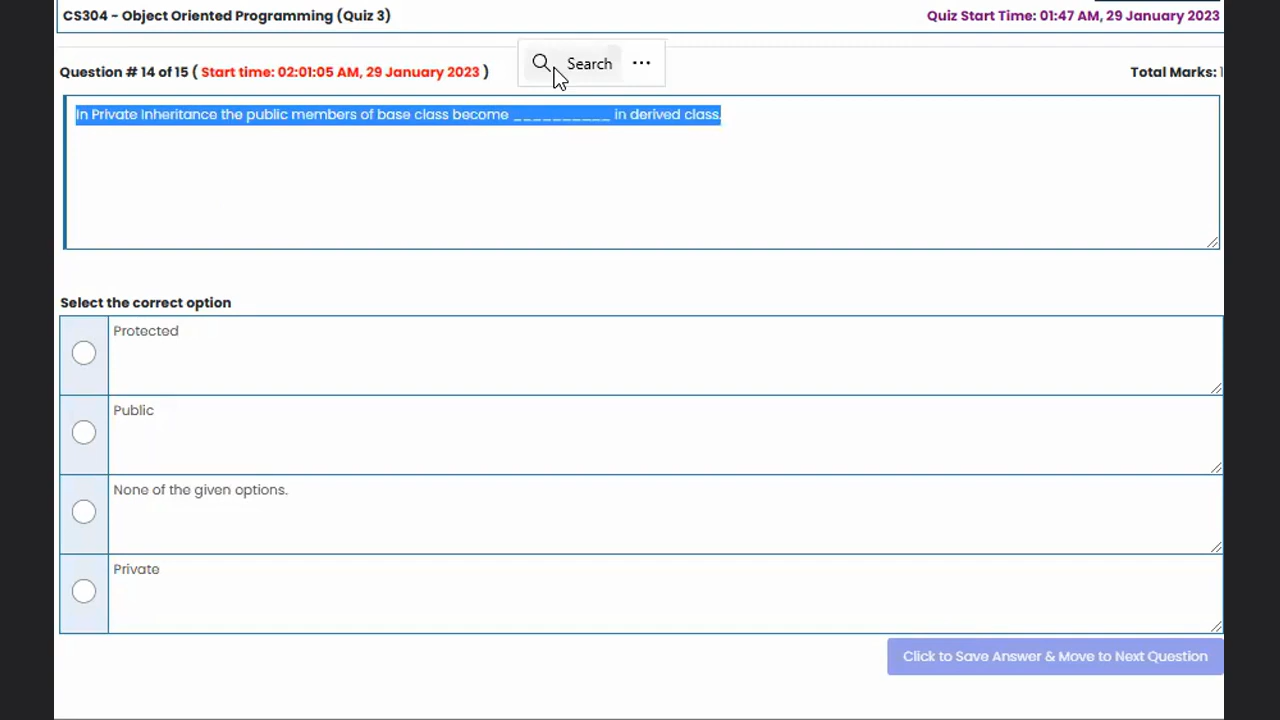 CS304 - Object Oriented Programming (Quiz 3)
Quiz Start Time: 01:47 AM, 29 January 2023
Search
Question # 14 of 15 ( Start time: 02:01:05 AM, 29 January 2023 )
Total Marks: 1
In Private Inheritance the public members of base class become __________ in derived class.
Select the correct option
Protected
Public
None of the given options.
Private
Click to Save Answer & Move to Next Question